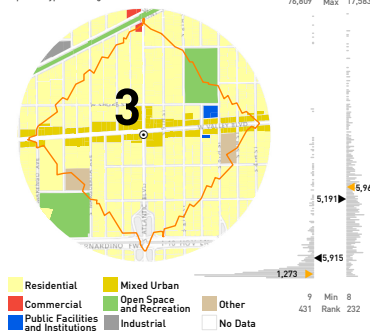 76,809 Max 17,583
3
VALLEY BLVD
ATLANTIC BLVD
5,96
5,191
5,915
1,273
9 Min 8
431 Rank 232
Residential
Commercial
Public Facilities
and Institutions
Mixed Urban
Open Space
and Recreation
Industrial
Other
No Data